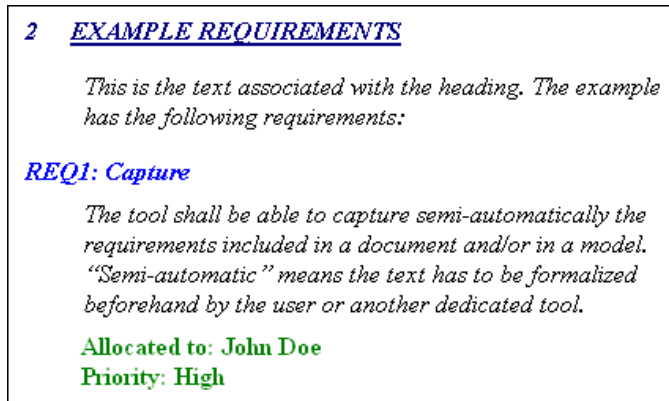 2 EXAMPLE REQUIREMENTS
This is the text associated with the heading. The example
has the following requirements:
REQ1: Capture
The tool shall be able to capture semi-automatically the
requirements included in a document and/or in a model.
“Semi-automatic” means the text has to be formalized
beforehand by the user or another dedicated tool.
Allocated to: John Doe
Priority: High